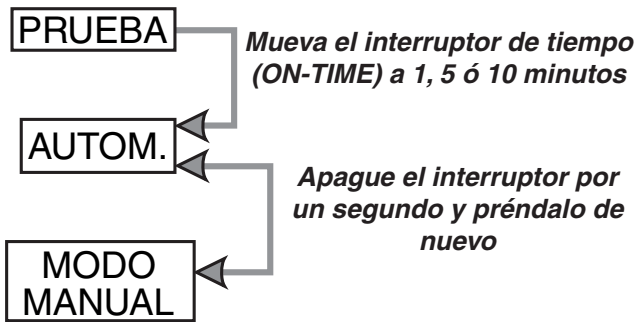 PRUEBA
Mueva el interruptor de tiempo
(ON-TIME) a 1, 5 ó 10 minutos
AUTOM.
Apague el interruptor por
un segundo y préndalo de
nuevo
MODO
MANUAL